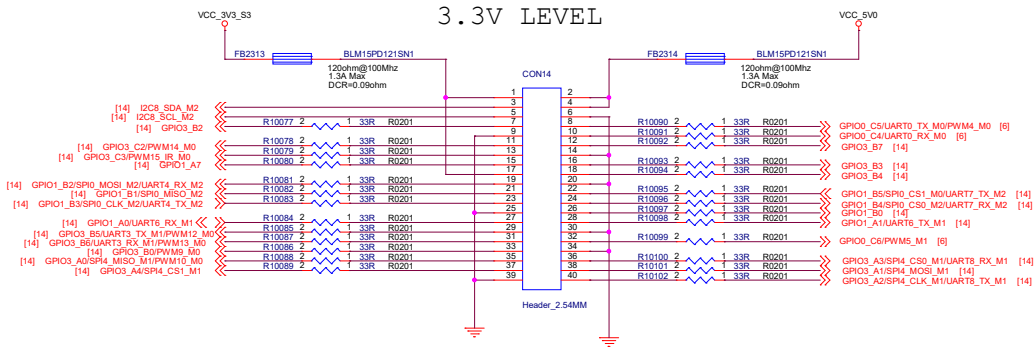 3.3V LEVEL
VCC_3V3_S3
VCC_5V0
FB2313 BLM15PD121SN1
120ohm@100Mhz
1.3A Max
DCR=0.09ohm
FB2314 BLM15PD121SN1
120ohm@100Mhz
1.3A Max
DCR=0.09ohm
CON14
1 2
3 4
5 6
7 8
9 10
11 12
13 14
15 16
17 18
19 20
21 22
23 24
25 26
27 28
29 30
31 32
33 34
35 36
37 38
39 40
Header_2.54MM
[14] I2C8_SDA_M2
[14] I2C8_SCL_M2
[14] GPIO3_B2 R10077 2 1 33R R0201
[14] GPIO3_C2/PWM14_M0 R10078 2 1 33R R0201
[14] GPIO3_C3/PWM15_IR_M0 R10079 2 1 33R R0201
[14] GPIO1_A7 R10080 2 1 33R R0201
[14] GPIO1_B2/SPI0_MOSI_M2/UART4_RX_M2 R10081 2 1 33R R0201
[14] GPIO1_B1/SPI0_MISO_M2 R10082 2 1 33R R0201
[14] GPIO1_B3/SPI0_CLK_M2/UART4_TX_M2 R10083 2 1 33R R0201
[14] GPIO1_A0/UART6_RX_M1 R10084 2 1 33R R0201
[14] GPIO3_B5/UART3_TX_M1/PWM12_M0 R10085 2 1 33R R0201
[14] GPIO3_B6/UART3_RX_M1/PWM13_M0 R10087 2 1 33R R0201
[14] GPIO3_B0/PWM9_M0 R10086 2 1 33R R0201
[14] GPIO3_A0/SPI4_MISO_M1/PWM10_M0 R10088 2 1 33R R0201
[14] GPIO3_A4/SPI4_CS1_M1 R10089 2 1 33R R0201
R10090 2 1 33R R0201 GPIO0_C5/UART0_TX_M0/PWM4_M0 [6]
R10091 2 1 33R R0201 GPIO0_C4/UART0_RX_M0 [6]
R10092 2 1 33R R0201 GPIO3_B7 [14]
R10093 2 1 33R R0201 GPIO3_B3 [14]
R10094 2 1 33R R0201 GPIO3_B4 [14]
R10095 2 1 33R R0201 GPIO1_B5/SPI0_CS1_M0/UART7_TX_M2 [14]
R10096 2 1 33R R0201 GPIO1_B4/SPI0_CS0_M2/UART7_RX_M2 [14]
R10097 2 1 33R R0201 GPIO1_B0 [14]
R10098 2 1 33R R0201 GPIO1_A1/UART6_TX_M1 [14]
R10099 2 1 33R R0201 GPIO0_C6/PWM5_M1 [6]
R10100 2 1 33R R0201 GPIO3_A3/SPI4_CS0_M1/UART8_RX_M1 [14]
R10101 2 1 33R R0201 GPIO3_A1/SPI4_MOSI_M1 [14]
R10102 2 1 33R R0201 GPIO3_A2/SPI4_CLK_M1/UART8_TX_M1 [14]